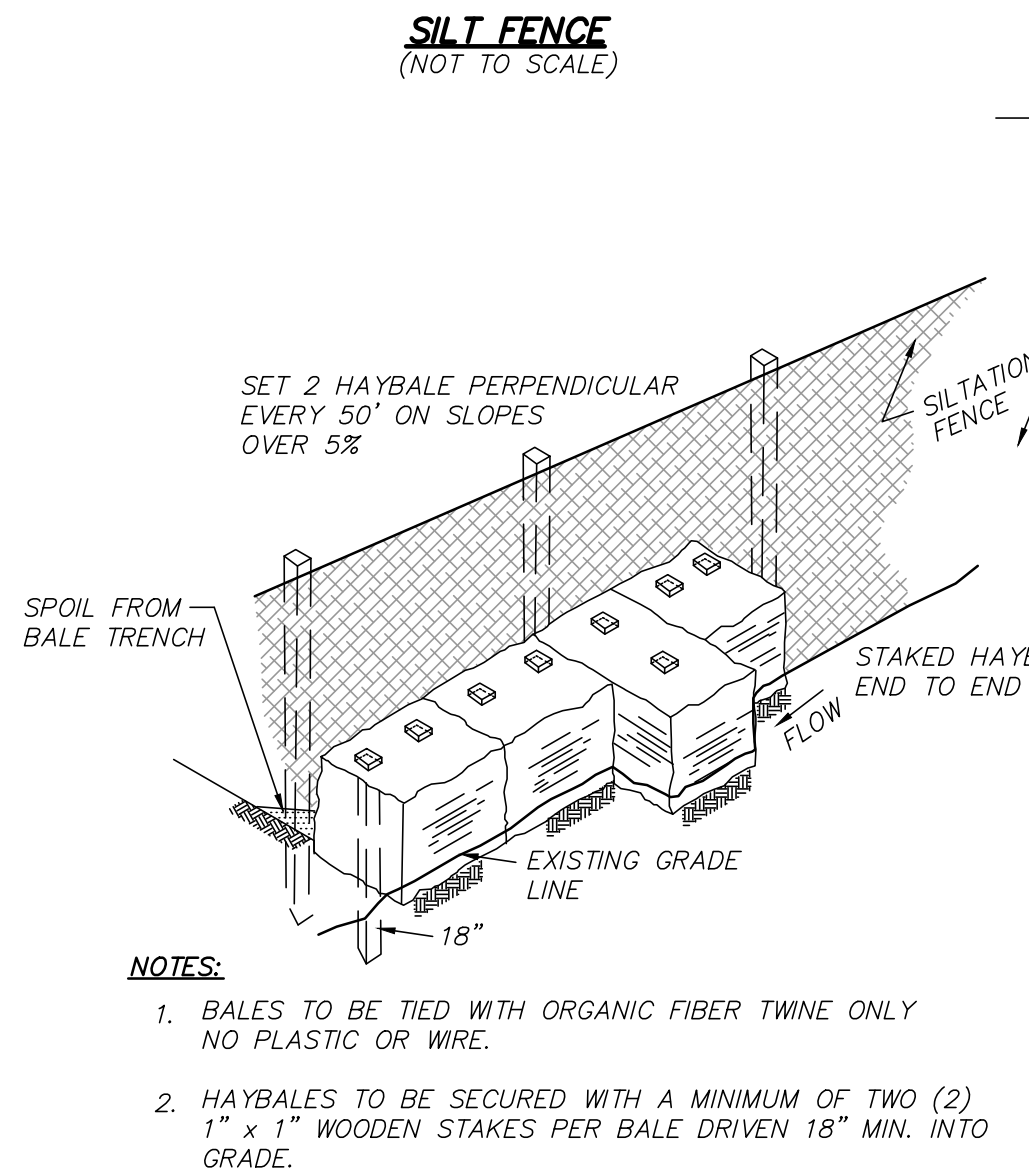 SILT FENCE
(NOT TO SCALE)
SET 2 HAYBALE PERPENDICULAR
EVERY 50' ON SLOPES
OVER 5%
SILTATION
FENCE
SPOIL FROM
BALE TRENCH
STAKED
END TO END
FLOW
EXISTING GRADE
LINE
18"
NOTES:
1. BALES TO BE TIED WITH ORGANIC FIBER TWINE ONLY
NO PLASTIC OR WIRE.
2. HAYBALES TO BE SECURED WITH A MINIMUM OF TWO (2)
1" x 1" WOODEN STAKES PER BALE DRIVEN 18" MIN. INTO
GRADE.